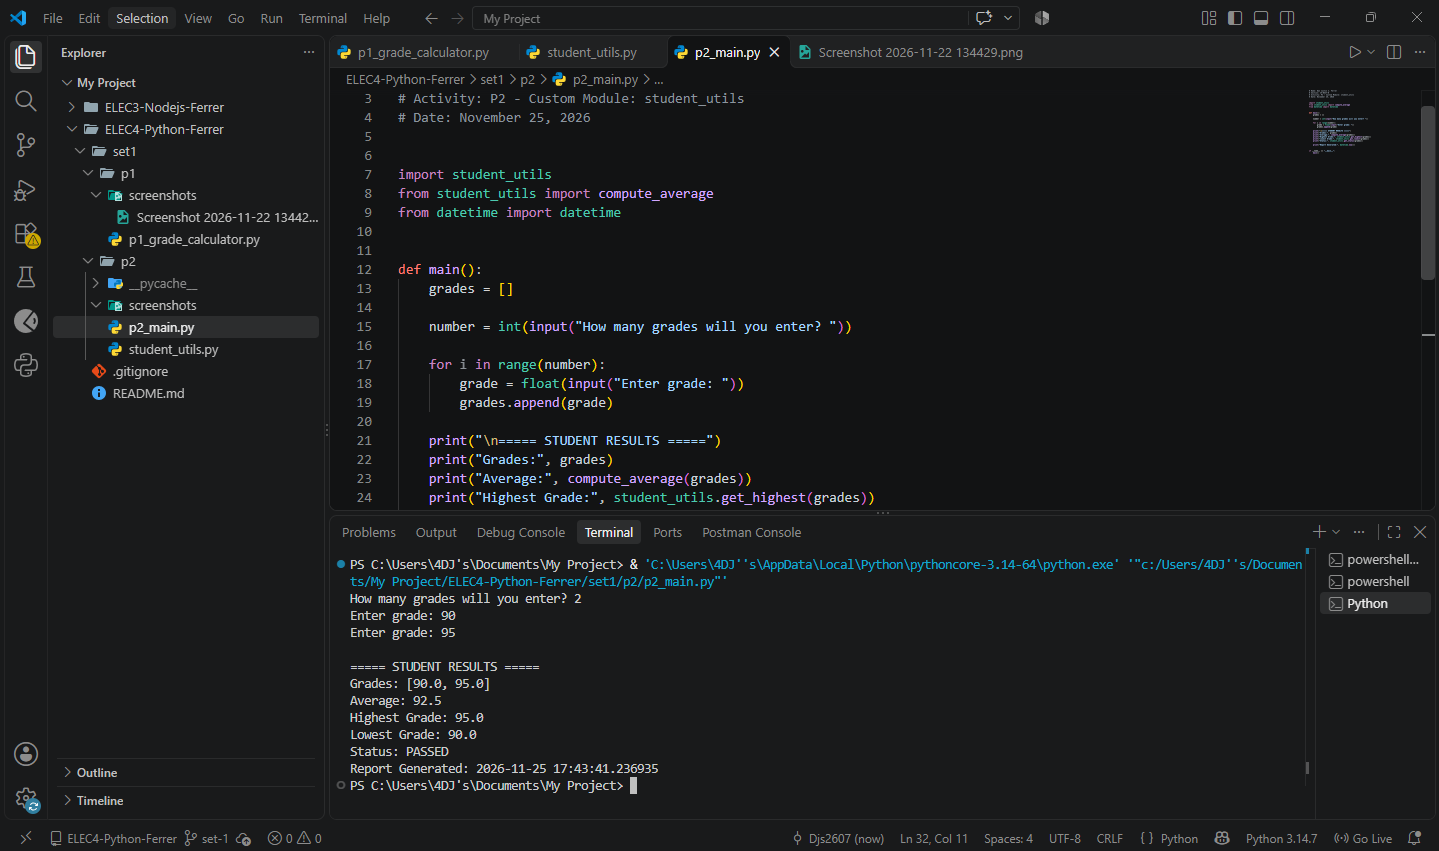 File Edit Selection View Go Run Terminal Help
My Project
Explorer
My Project
ELEC3-Nodejs-Ferrer
ELEC4-Python-Ferrer
set1
p1
screenshots
Screenshot 2026-11-22 13442...
p1_grade_calculator.py
p2
__pycache__
screenshots
p2_main.py
student_utils.py
.gitignore
README.md
Outline
Timeline
p1_grade_calculator.py student_utils.py p2_main.py Screenshot 2026-11-22 134429.png
ELEC4-Python-Ferrer > set1 > p2 > p2_main.py > ...
3 # Activity: P2 - Custom Module: student_utils
4 # Date: November 25, 2026
5
6
7 import student_utils
8 from student_utils import compute_average
9 from datetime import datetime
10
11
12 def main():
13 grades = []
14
15 number = int(input("How many grades will you enter? "))
16
17 for i in range(number):
18 grade = float(input("Enter grade: "))
19 grades.append(grade)
20
21 print("\n===== STUDENT RESULTS =====")
22 print("Grades:", grades)
23 print("Average:", compute_average(grades))
24 print("Highest Grade:", student_utils.get_highest(grades))
Problems Output Debug Console Terminal Ports Postman Console
PS C:\Users\4DJ's\Documents\My Project> & 'C:\Users\4DJ''s\AppData\Local\Python\pythoncore-3.14-64\python.exe' '"c:/Users/4DJ''s/Documen
ts/My Project/ELEC4-Python-Ferrer/set1/p2/p2_main.py"'
How many grades will you enter? 2
Enter grade: 90
Enter grade: 95
===== STUDENT RESULTS =====
Grades: [90.0, 95.0]
Average: 92.5
Highest Grade: 95.0
Lowest Grade: 90.0
Status: PASSED
Report Generated: 2026-11-25 17:43:41.236935
PS C:\Users\4DJ's\Documents\My Project>
powershell...
powershell
Python
ELEC4-Python-Ferrer set-1 0 0 Djs2607 (now) Ln 32, Col 11 Spaces: 4 UTF-8 CRLF { } Python Python 3.14.7 Go Live